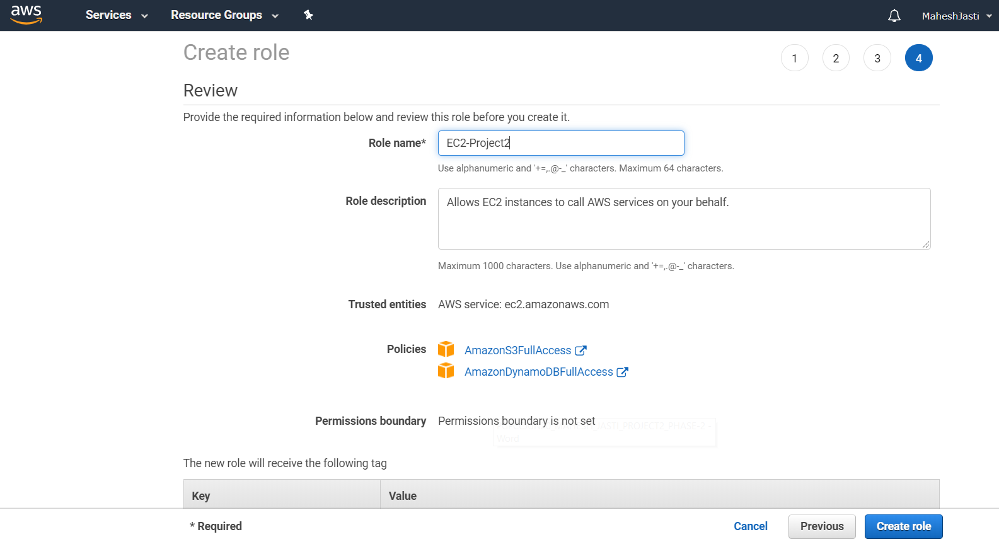 aws Services Resource Groups MaheshJasti
Create role
1 2 3 4
Review
Provide the required information below and review this role before you create it.
Role name* EC2-Project2
Use alphanumeric and '+=,.@-_' characters. Maximum 64 characters.
Role description Allows EC2 instances to call AWS services on your behalf.
Maximum 1000 characters. Use alphanumeric and '+=,.@-_' characters.
Trusted entities AWS service: ec2.amazonaws.com
Policies AmazonS3FullAccess
AmazonDynamoDBFullAccess
Permissions boundary Permissions boundary is not set
JASTI_PROJECT2_PHASE-2 -
Word
The new role will receive the following tag
Key Value
* Required Cancel Previous Create role